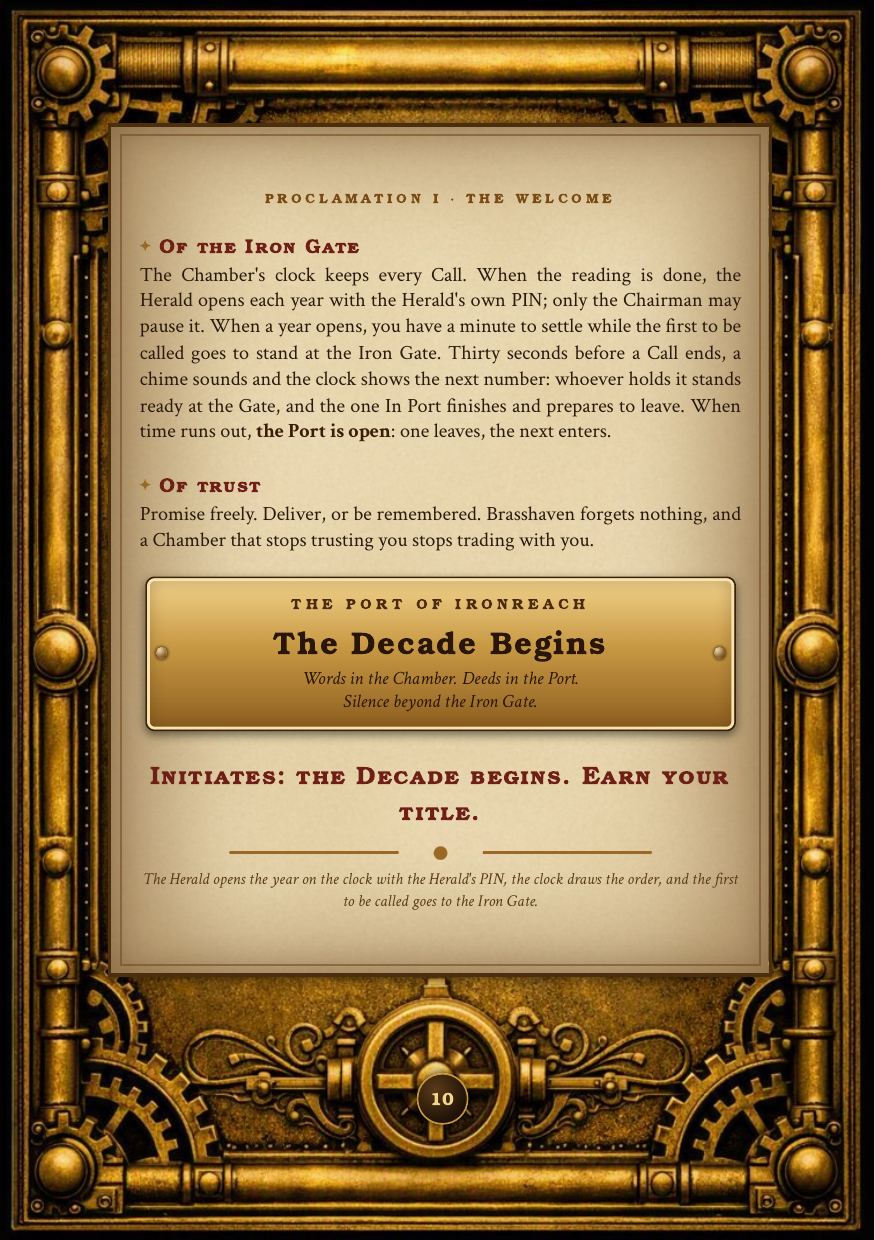 PROCLAMATION I · THE WELCOME
✦ OF THE IRON GATE
The Chamber's clock keeps every Call. When the reading is done, the
Herald opens each year with the Herald's own PIN; only the Chairman may
pause it. When a year opens, you have a minute to settle while the first to be
called goes to stand at the Iron Gate. Thirty seconds before a Call ends, a
chime sounds and the clock shows the next number: whoever holds it stands
ready at the Gate, and the one In Port finishes and prepares to leave. When
time runs out, the Port is open: one leaves, the next enters.
✦ OF TRUST
Promise freely. Deliver, or be remembered. Brasshaven forgets nothing, and
a Chamber that stops trusting you stops trading with you.
THE PORT OF IRONREACH
The Decade Begins
Words in the Chamber. Deeds in the Port.
Silence beyond the Iron Gate.
INITIATES: THE DECADE BEGINS. EARN YOUR
TITLE.
The Herald opens the year on the clock with the Herald's PIN, the clock draws the order, and the first
to be called goes to the Iron Gate.
10